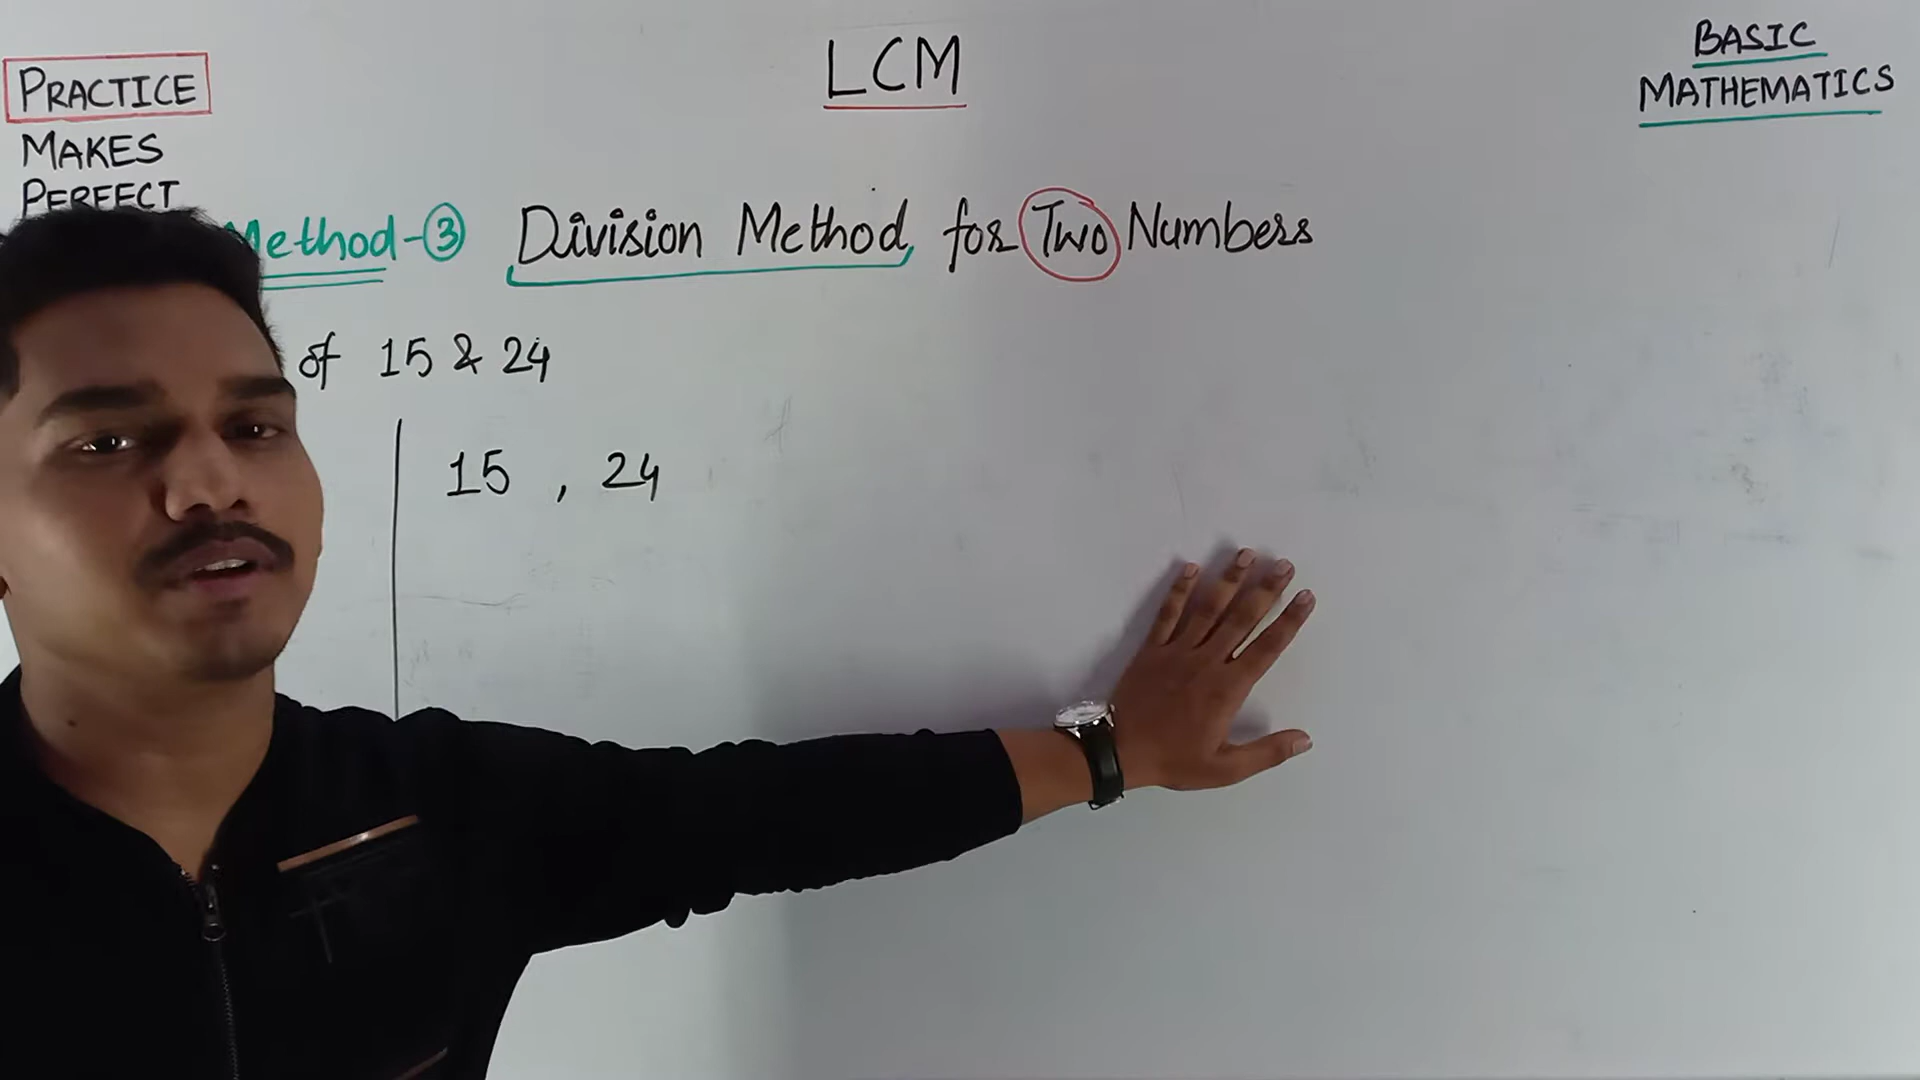 PRACTICE
MAKES
PERFECT
LCM
BASIC
MATHEMATICS
Method-③ Division Method for Two Numbers
of 15 & 24
15 , 24